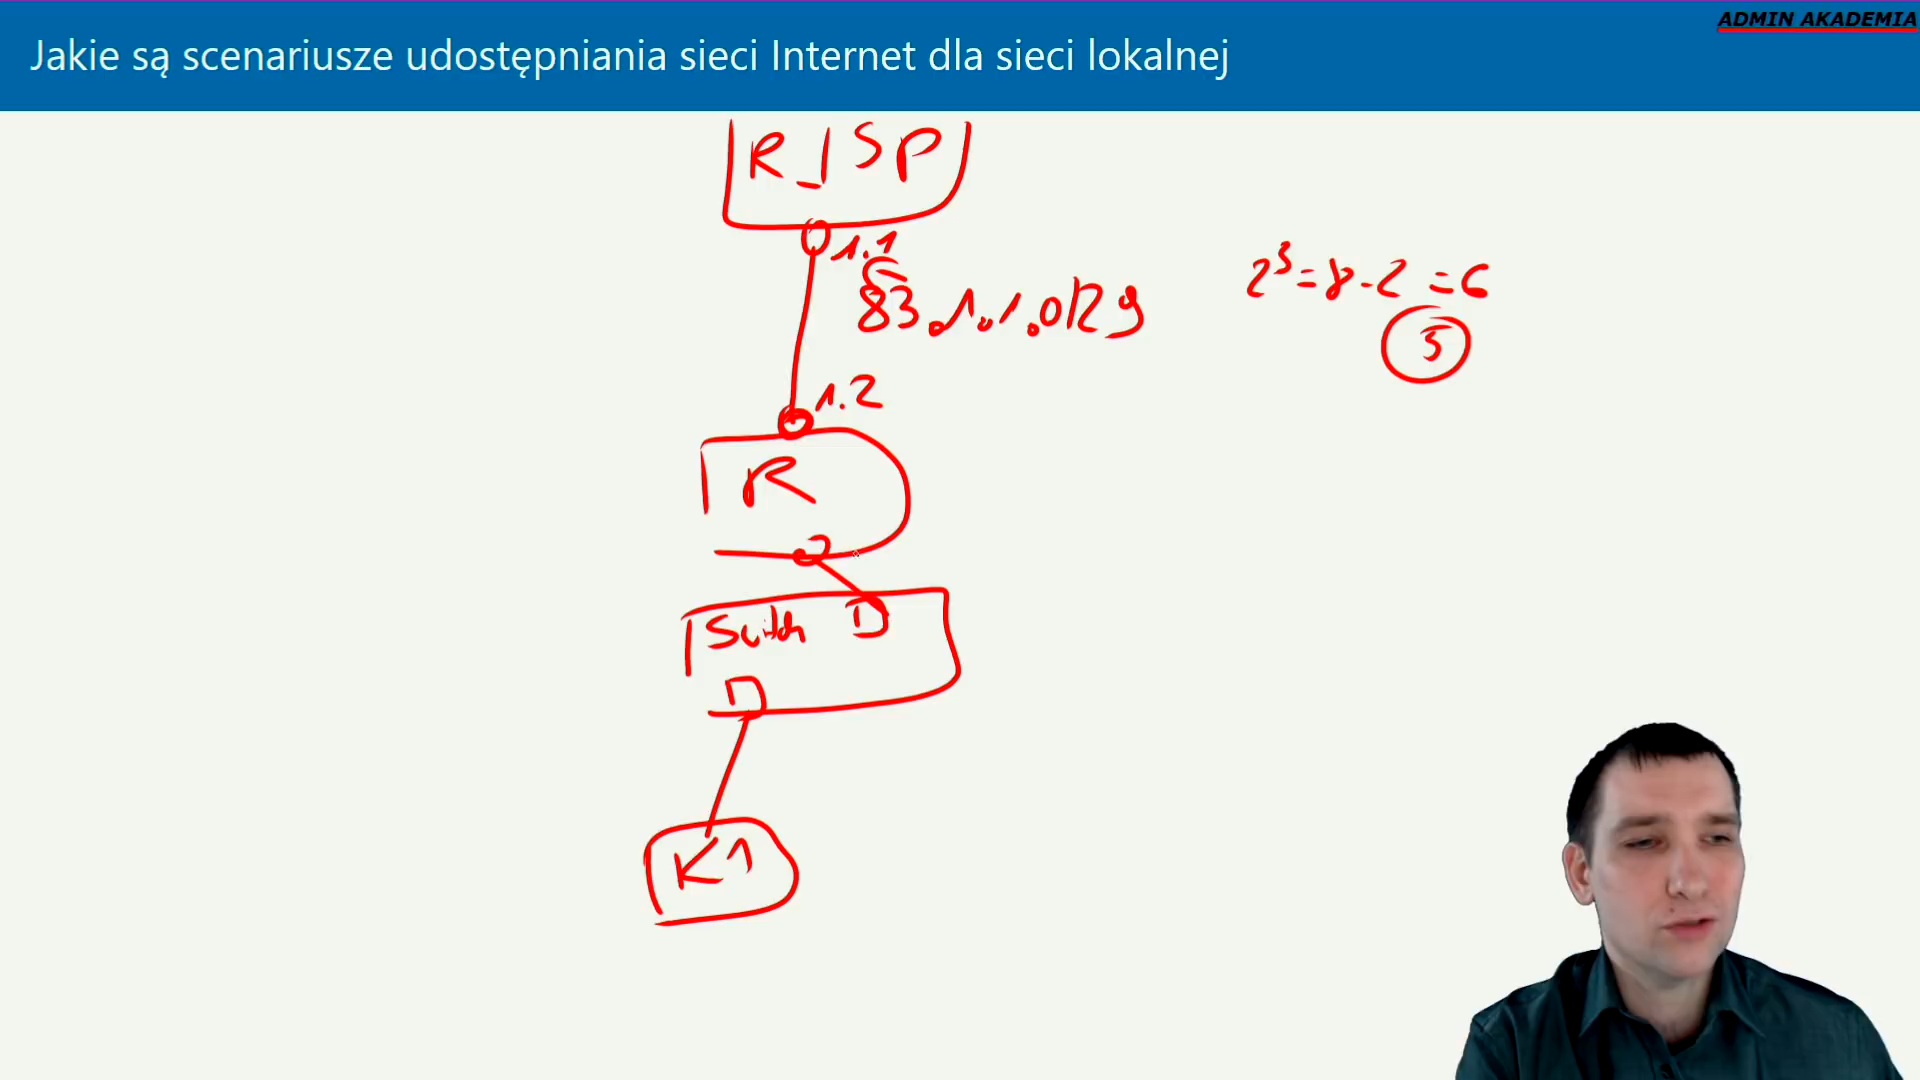 ADMIN AKADEMIA
Jakie są scenariusze udostępniania sieci Internet dla sieci lokalnej
R_ISP
1.1
83.1.1.0/29
2³=8-2=6
5
1.2
R
Switch
K1